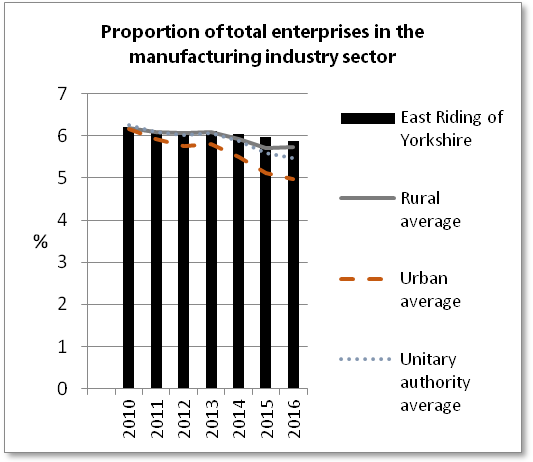 Proportion of total enterprises in the
manufacturing industry sector
7
6
5
4
3
2
1
0
%
2010
2011
2012
2013
2014
2015
2016
East Riding of
Yorkshire
Rural
average
Urban
average
Unitary
authority
average